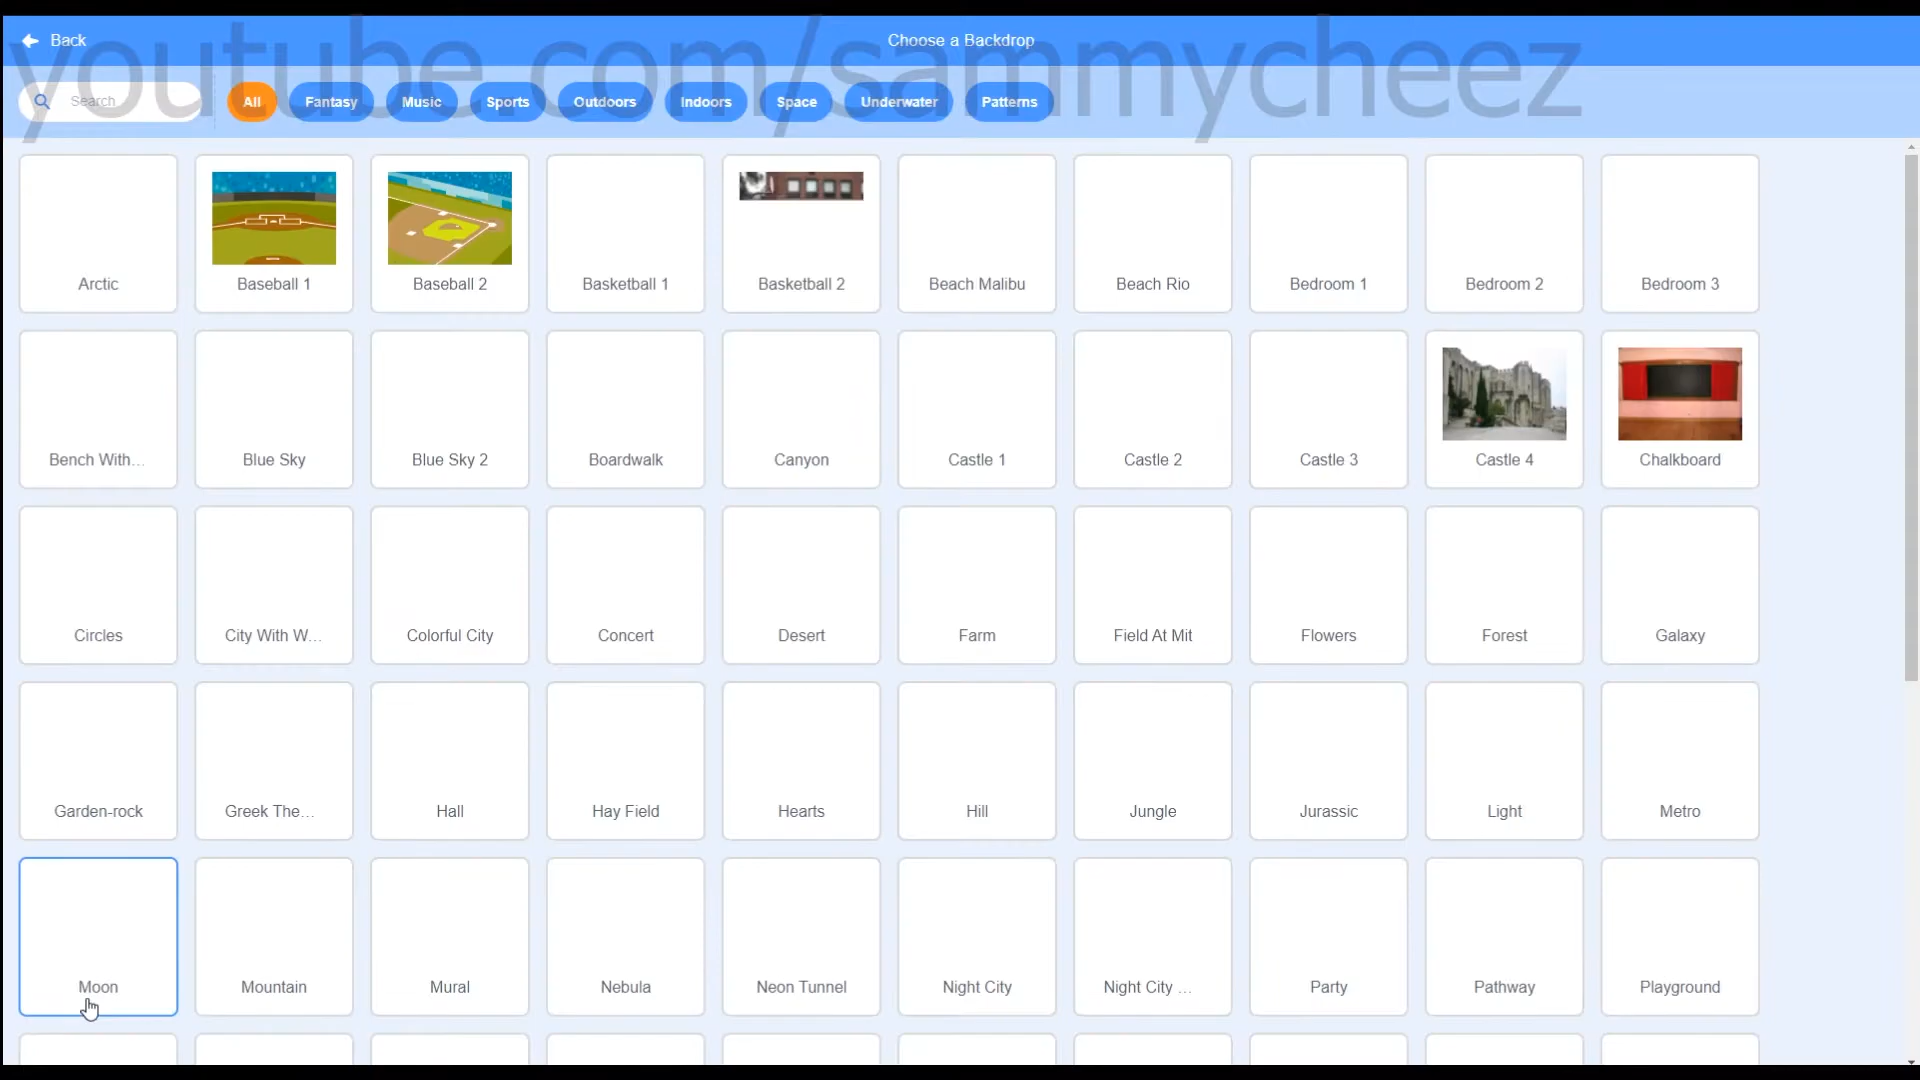 Back
Choose a Backdrop
youtube.com/sammycheez
Search
All
Fantasy
Music
Sports
Outdoors
Indoors
Space
Underwater
Patterns
Arctic
Baseball 1
Baseball 2
Basketball 1
Basketball 2
Beach Malibu
Beach Rio
Bedroom 1
Bedroom 2
Bedroom 3
Bench With...
Blue Sky
Blue Sky 2
Boardwalk
Canyon
Castle 1
Castle 2
Castle 3
Castle 4
Chalkboard
Circles
City With W...
Colorful City
Concert
Desert
Farm
Field At Mit
Flowers
Forest
Galaxy
Garden-rock
Greek The...
Hall
Hay Field
Hearts
Hill
Jungle
Jurassic
Light
Metro
Moon
Mountain
Mural
Nebula
Neon Tunnel
Night City
Night City ...
Party
Pathway
Playground